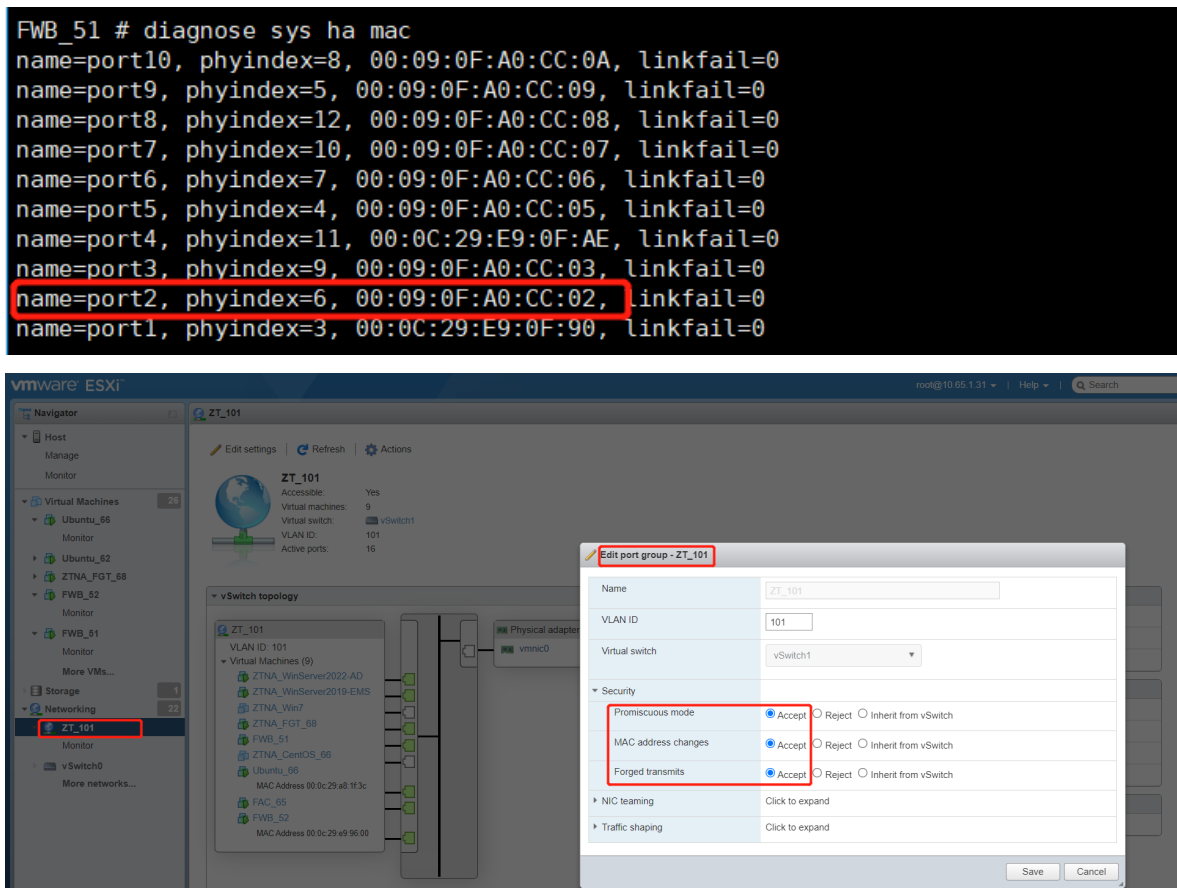 FWB_51 # diagnose sys ha mac
name=port10, phyindex=8, 00:09:0F:A0:CC:0A, linkfail=0
name=port9, phyindex=5, 00:09:0F:A0:CC:09, linkfail=0
name=port8, phyindex=12, 00:09:0F:A0:CC:08, linkfail=0
name=port7, phyindex=10, 00:09:0F:A0:CC:07, linkfail=0
name=port6, phyindex=7, 00:09:0F:A0:CC:06, linkfail=0
name=port5, phyindex=4, 00:09:0F:A0:CC:05, linkfail=0
name=port4, phyindex=11, 00:0C:29:E9:0F:AE, linkfail=0
name=port3, phyindex=9, 00:09:0F:A0:CC:03, linkfail=0
name=port2, phyindex=6, 00:09:0F:A0:CC:02, linkfail=0
name=port1, phyindex=3, 00:0C:29:E9:0F:90, linkfail=0
vmware ESXi
root@10.65.1.31 | Help | Search
Navigator
Host
Manage
Monitor
Virtual Machines 26
Ubuntu_66
Monitor
Ubuntu_62
ZTNA_FGT_68
FWB_52
Monitor
FWB_51
Monitor
More VMs...
Storage 1
Networking 22
ZT_101
Monitor
vSwitch0
More networks...
ZT_101
Edit settings | Refresh | Actions
ZT_101
Accessible: Yes
Virtual machines: 9
Virtual switch: vSwitch1
VLAN ID: 101
Active ports: 16
vSwitch topology
ZT_101
VLAN ID: 101
Virtual Machines (9)
ZTNA_WinServer2022-AD
ZTNA_WinServer2019-EMS
ZTNA_Win7
ZTNA_FGT_68
FWB_51
ZTNA_CentOS_66
Ubuntu_66
MAC Address 00:0c:29:a8:1f:3c
FAC_65
FWB_52
MAC Address 00:0c:29:e9:96:00
Physical adapter
vmnic0
Edit port group - ZT_101
Name ZT_101
VLAN ID 101
Virtual switch vSwitch1
Security
Promiscuous mode Accept Reject Inherit from vSwitch
MAC address changes Accept Reject Inherit from vSwitch
Forged transmits Accept Reject Inherit from vSwitch
NIC teaming Click to expand
Traffic shaping Click to expand
Save Cancel